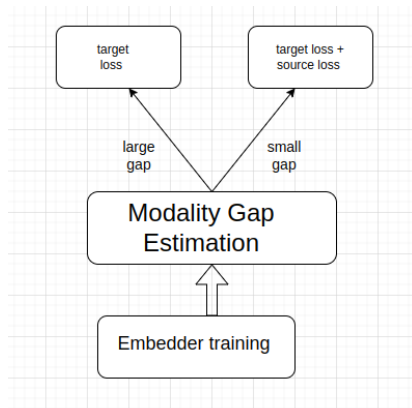 target
loss
target loss +
source loss
large
gap
small
gap
Modality Gap
Estimation
Embedder training